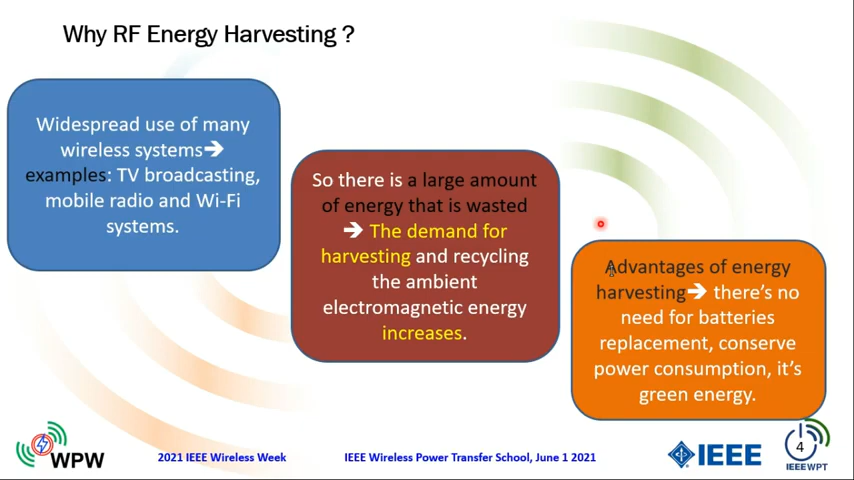 Why RF Energy Harvesting ?
Widespread use of many
wireless systems➔
examples: TV broadcasting,
mobile radio and Wi-Fi
systems.
So there is a large amount
of energy that is wasted
➔ The demand for
harvesting and recycling
the ambient
electromagnetic energy
increases.
Advantages of energy
harvesting➔ there's no
need for batteries
replacement, conserve
power consumption, it's
green energy.
WPW
2021 IEEE Wireless Week
IEEE Wireless Power Transfer School, June 1 2021
IEEE
4
IEEE WPT